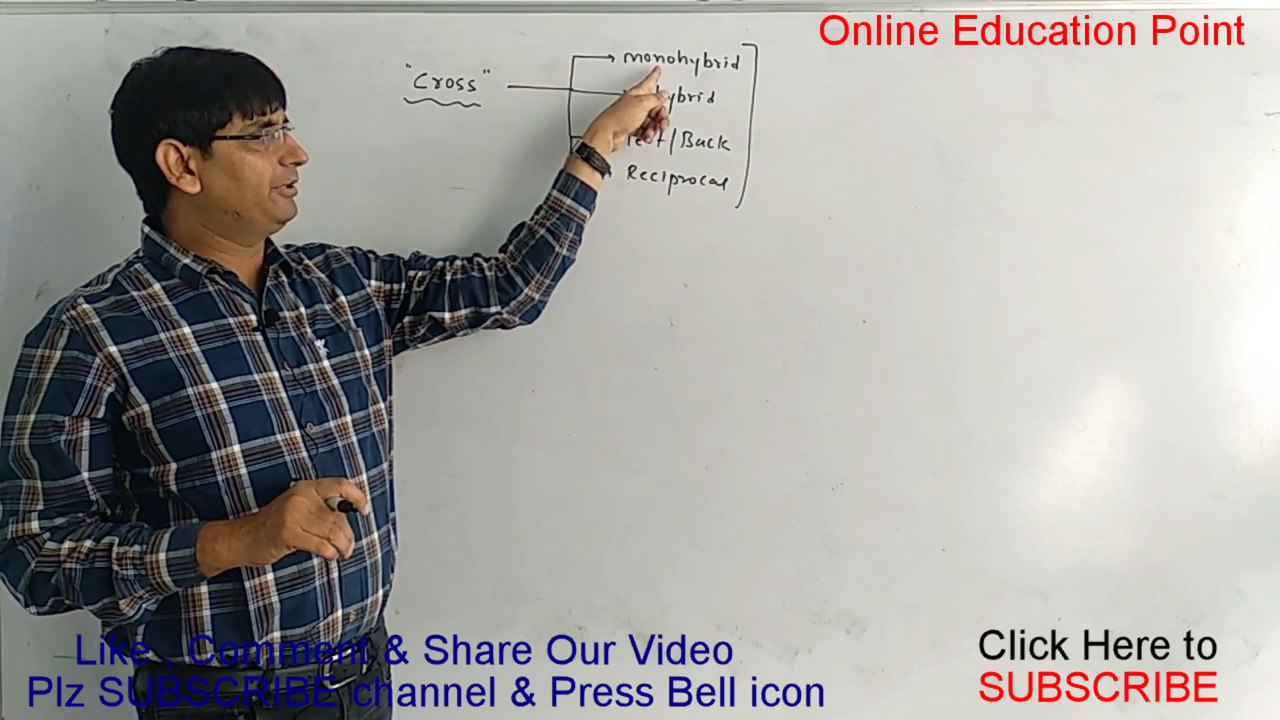 Online Education Point
"Cross"
monohybrid
hybrid
/Back
Reciprocal
Like , Comment & Share Our Video
Plz SUBSCRIBE channel & Press Bell icon
Click Here to
SUBSCRIBE